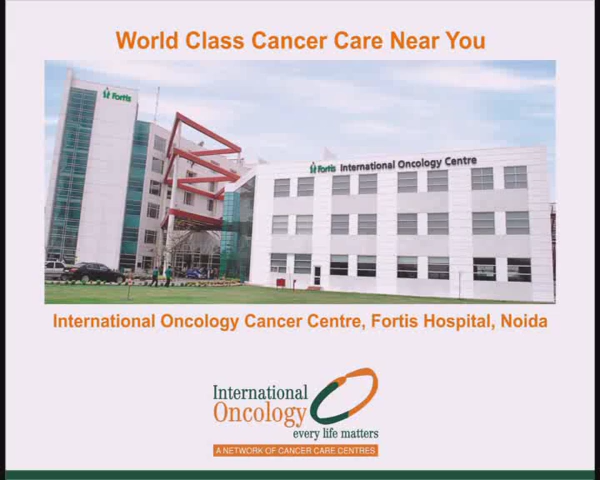 World Class Cancer Care Near You
Fortis
Fortis International Oncology Centre
International Oncology Cancer Centre, Fortis Hospital, Noida
International
Oncology
every life matters
A NETWORK OF CANCER CARE CENTRES